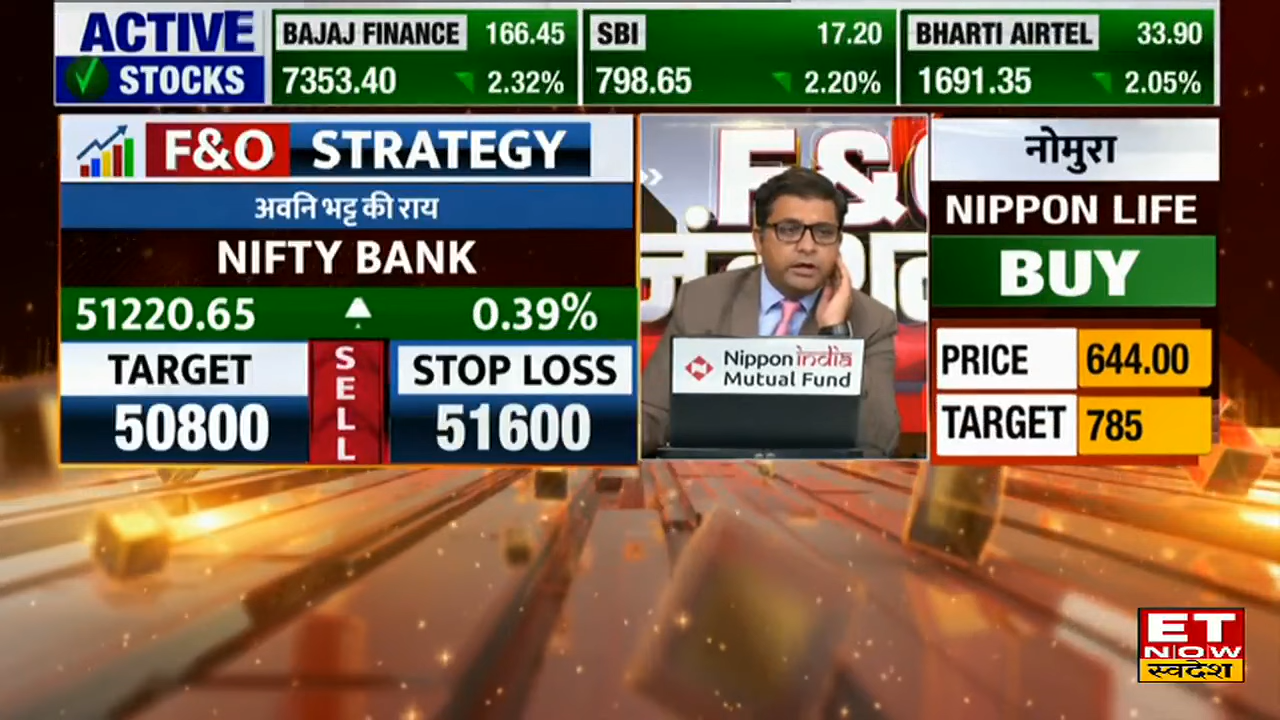 ACTIVE
STOCKS
BAJAJ FINANCE 166.45
7353.40 2.32%
SBI 17.20
798.65 2.20%
BHARTI AIRTEL 33.90
1691.35 2.05%
F&O STRATEGY
अवनि भट्ट की राय
NIFTY BANK
51220.65 0.39%
TARGET
50800
SELL
STOP LOSS
51600
F&O
Nippon india
Mutual Fund
नोमुरा
NIPPON LIFE
BUY
PRICE 644.00
TARGET 785
ET
NOW
स्वदेश